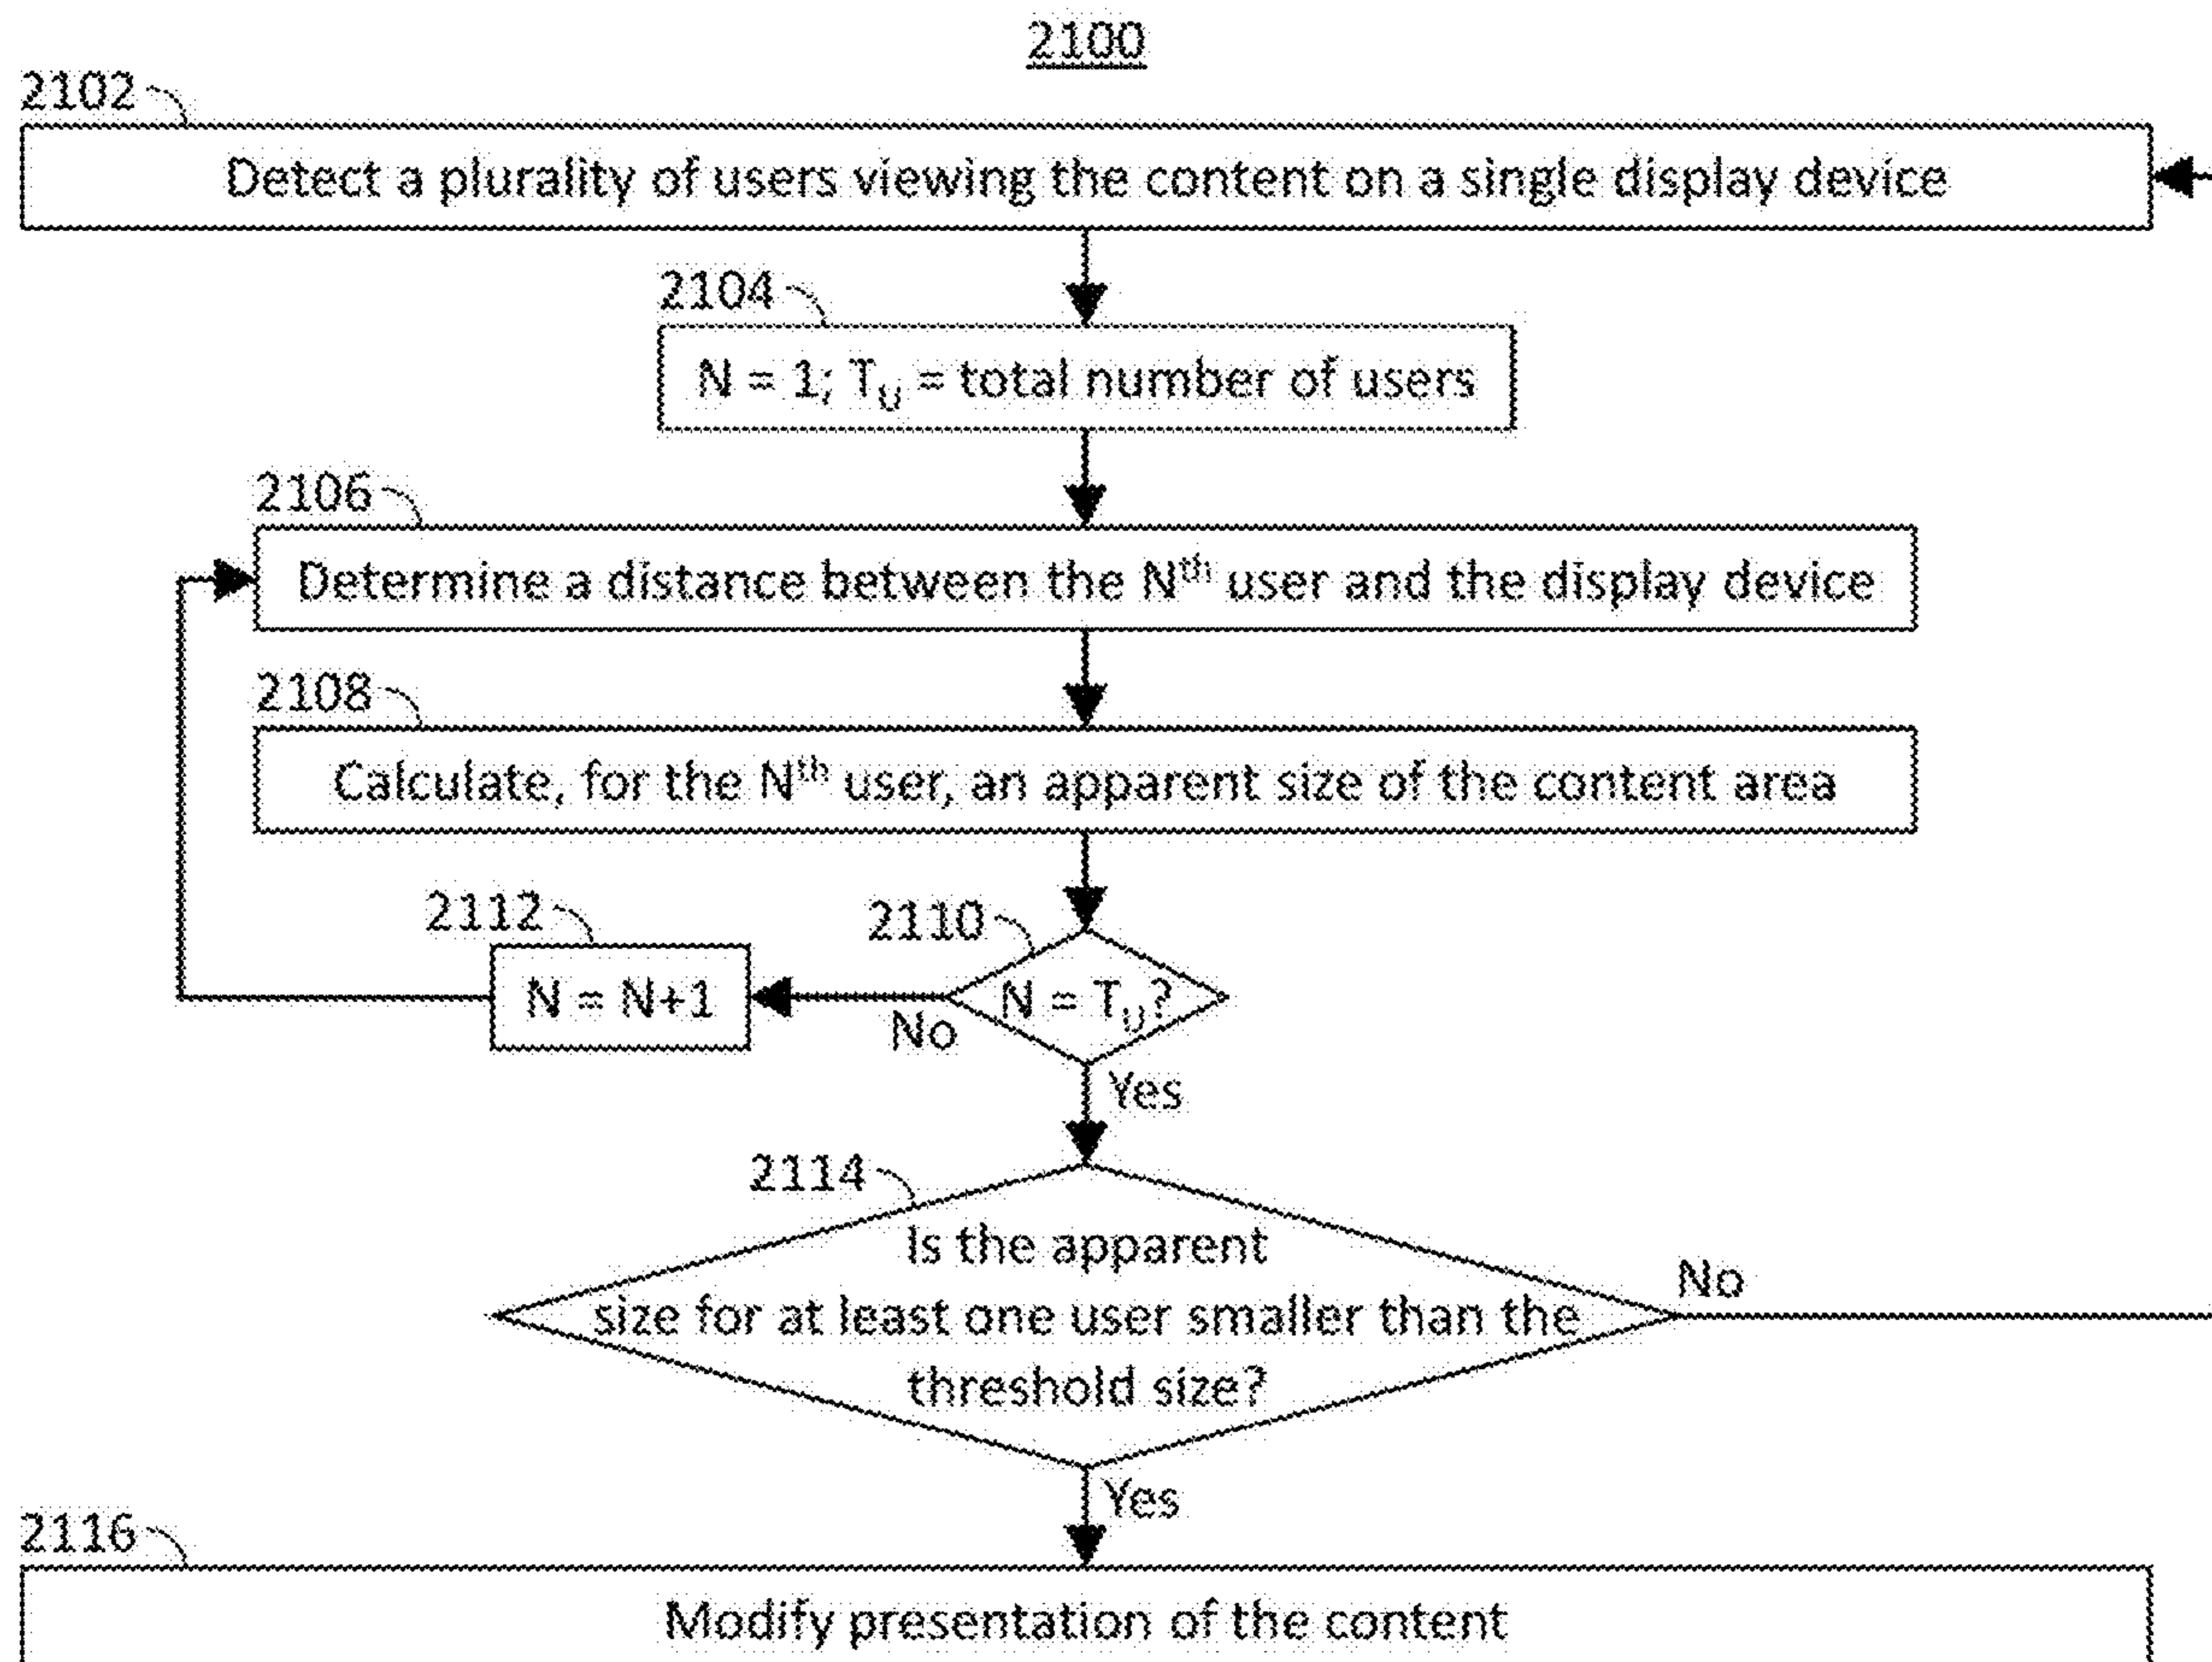 2100
2102
Detect a plurality of users viewing the content on a single display device
2104
N = 1; TU = total number of users
2106
Determine a distance between the Nth user and the display device
2108
Calculate, for the Nth user, an apparent size of the content area
2112
2110
N = N+1
No
N = TU?
Yes
2114
Is the apparent
size for at least one user smaller than the
threshold size?
No
Yes
2116
Modify presentation of the content